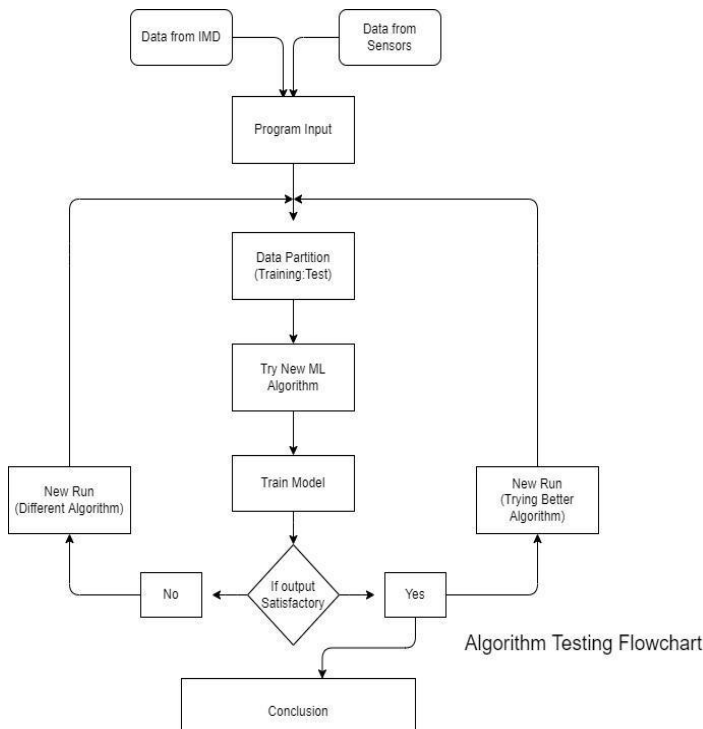 Data from IMD
Data from
Sensors
Program Input
Data Partition
(Training:Test)
Try New ML
Algorithm
Train Model
New Run
(Different Algorithm)
New Run
(Trying Better
Algorithm)
If output
Satisfactory
No
Yes
Algorithm Testing Flowchart
Conclusion